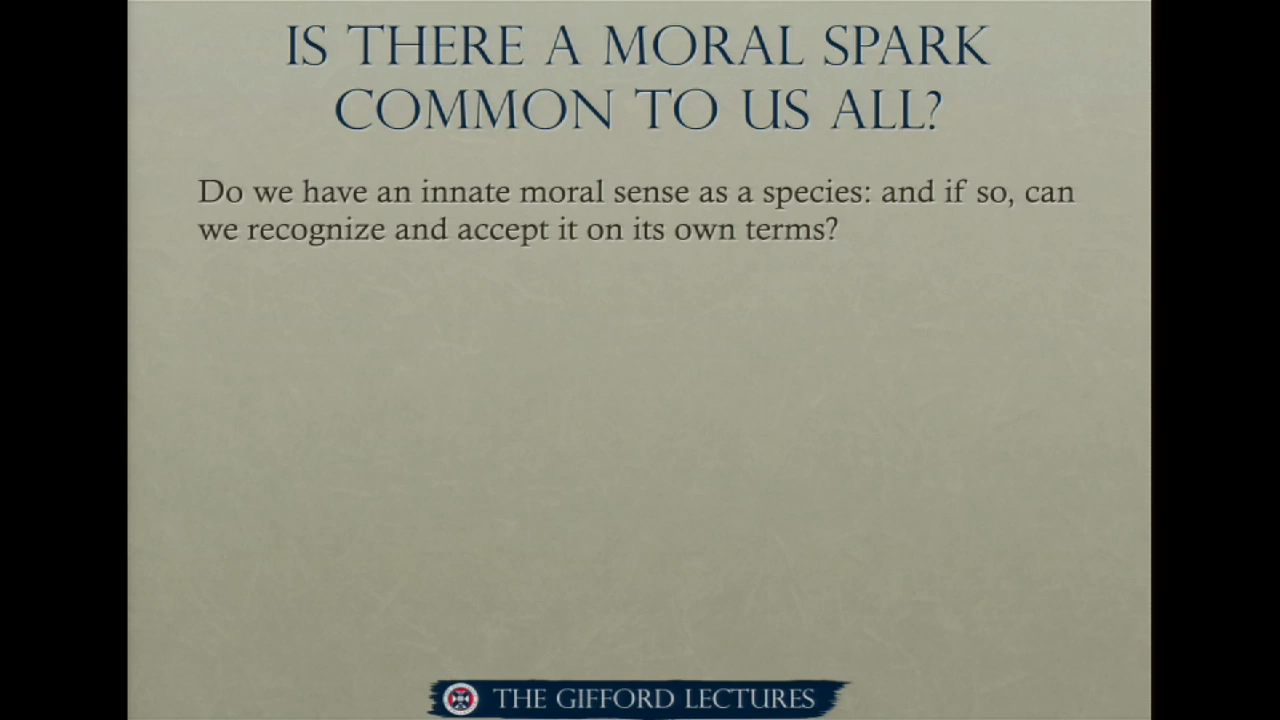 IS THERE A MORAL SPARK
COMMON TO US ALL?
Do we have an innate moral sense as a species: and if so, can
we recognize and accept it on its own terms?
THE GIFFORD LECTURES